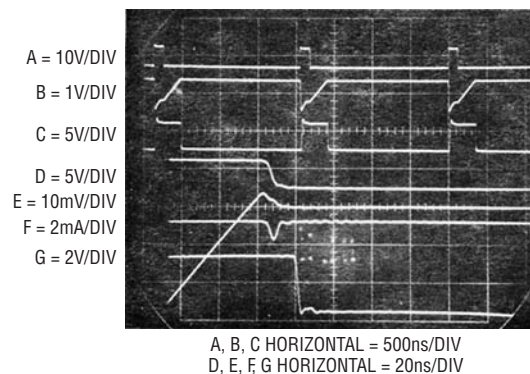 A = 10V/DIV
B = 1V/DIV
C = 5V/DIV
D = 5V/DIV
E = 10mV/DIV
F = 2mA/DIV
G = 2V/DIV
A, B, C HORIZONTAL = 500ns/DIV
D, E, F, G HORIZONTAL = 20ns/DIV